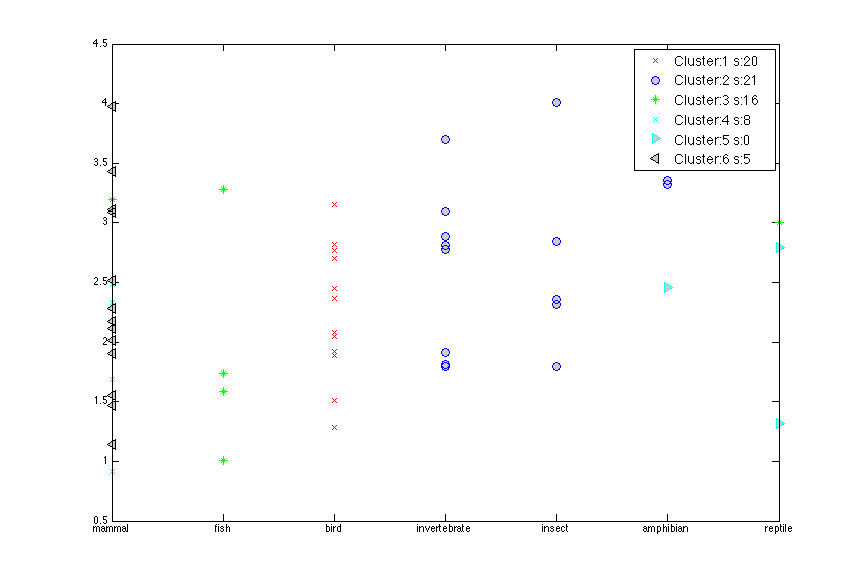 4.5
4
3.5
3
2.5
2
1.5
1
0.5
mammal fish bird invertebrate insect amphibian reptile
Cluster:1 s:20
Cluster:2 s:21
Cluster:3 s:16
Cluster:4 s:8
Cluster:5 s:0
Cluster:6 s:5